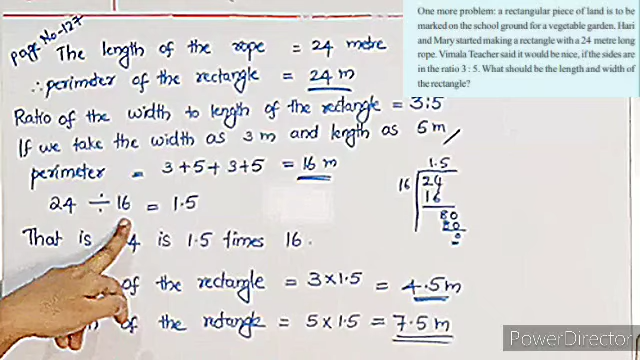 One more problem: a rectangular piece of land is to be
marked on the school ground for a vegetable garden. Hari
and Mary started making a rectangle with a 24 metre long
rope. Vimala Teacher said it would be nice, if the sides are
in the ratio 3 : 5. What should be the length and width of
the rectangle?
page No-127
The length of the rope = 24 metre
∴ perimeter of the rectangle = 24 m
Ratio of the width to length of the rectangle = 3:5
If we take the width as 3 m and length as 5 m,
perimeter = 3+5+3+5 = 16 m
24 ÷ 16 = 1.5
1.5
16 24
16
80
80
0
That is 4 is 1.5 times 16.
of the rectangle = 3×1.5 = 4.5 m
of the rectangle = 5×1.5 = 7.5 m
PowerDirector